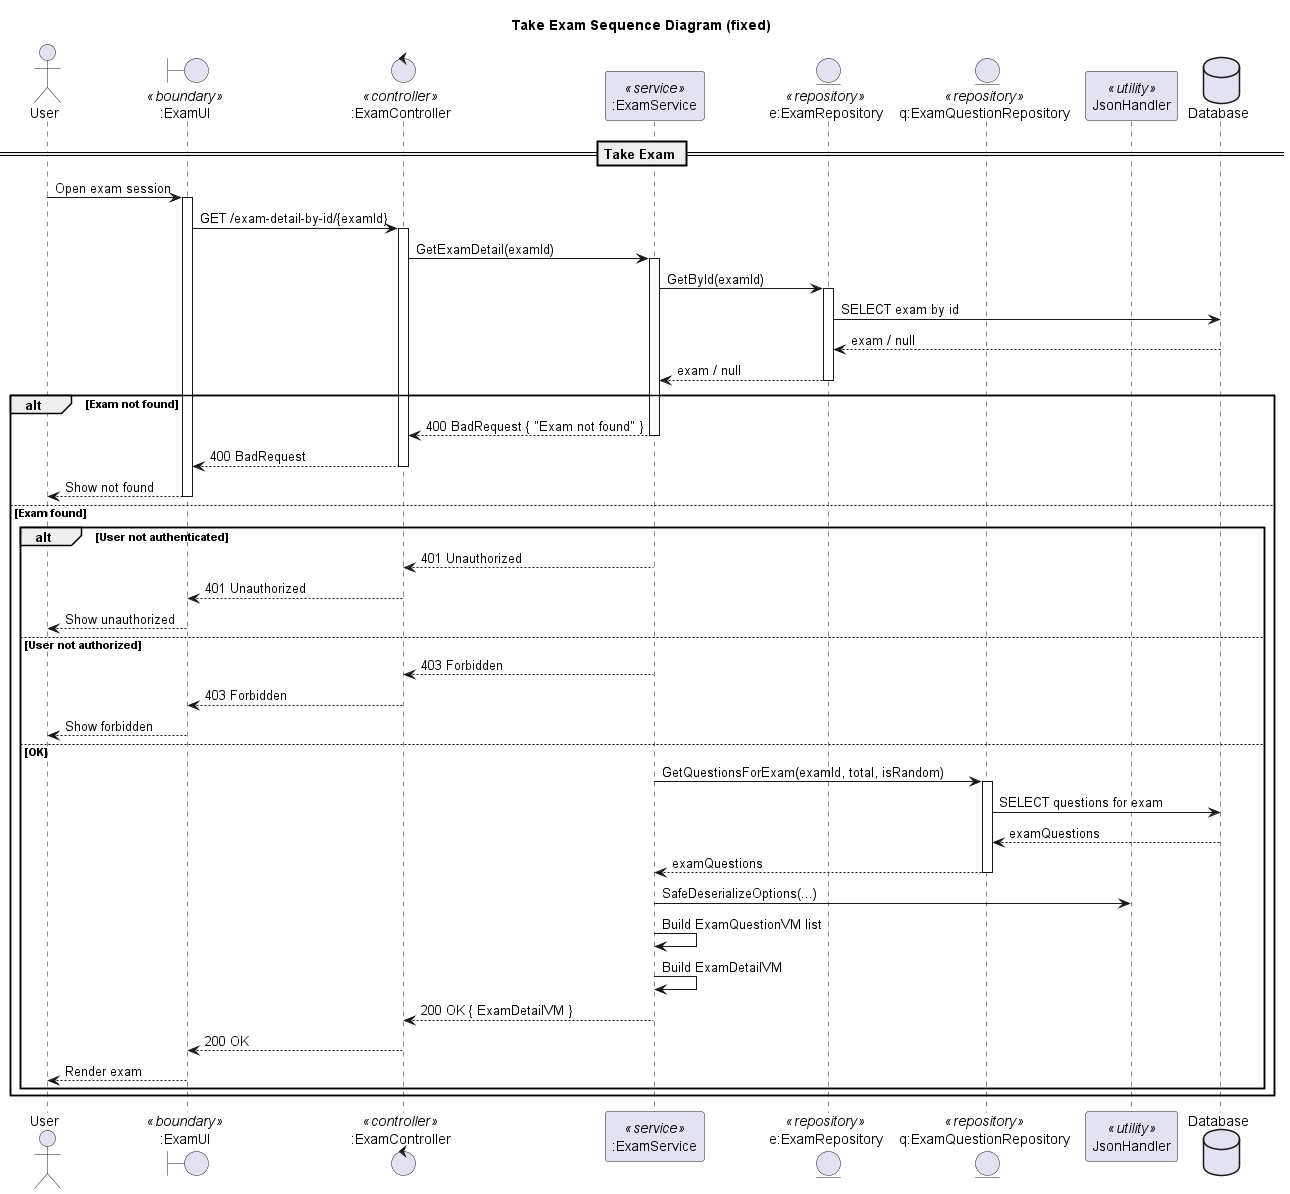 Take Exam Sequence Diagram (fixed)
User
«boundary»
:ExamUI
«controller»
:ExamController
«service»
:ExamService
«repository»
e:ExamRepository
«repository»
q:ExamQuestionRepository
«utility»
JsonHandler
Database
Take Exam
Open exam session
GET /exam-detail-by-id/{examId}
GetExamDetail(examId)
GetById(examId)
SELECT exam by id
exam / null
exam / null
alt [Exam not found]
400 BadRequest { "Exam not found" }
400 BadRequest
Show not found
[Exam found]
alt [User not authenticated]
401 Unauthorized
401 Unauthorized
Show unauthorized
[User not authorized]
403 Forbidden
403 Forbidden
Show forbidden
[OK]
GetQuestionsForExam(examId, total, isRandom)
SELECT questions for exam
examQuestions
examQuestions
SafeDeserializeOptions(...)
Build ExamQuestionVM list
Build ExamDetailVM
200 OK { ExamDetailVM }
200 OK
Render exam
User
«boundary»
:ExamUI
«controller»
:ExamController
«service»
:ExamService
«repository»
e:ExamRepository
«repository»
q:ExamQuestionRepository
«utility»
JsonHandler
Database